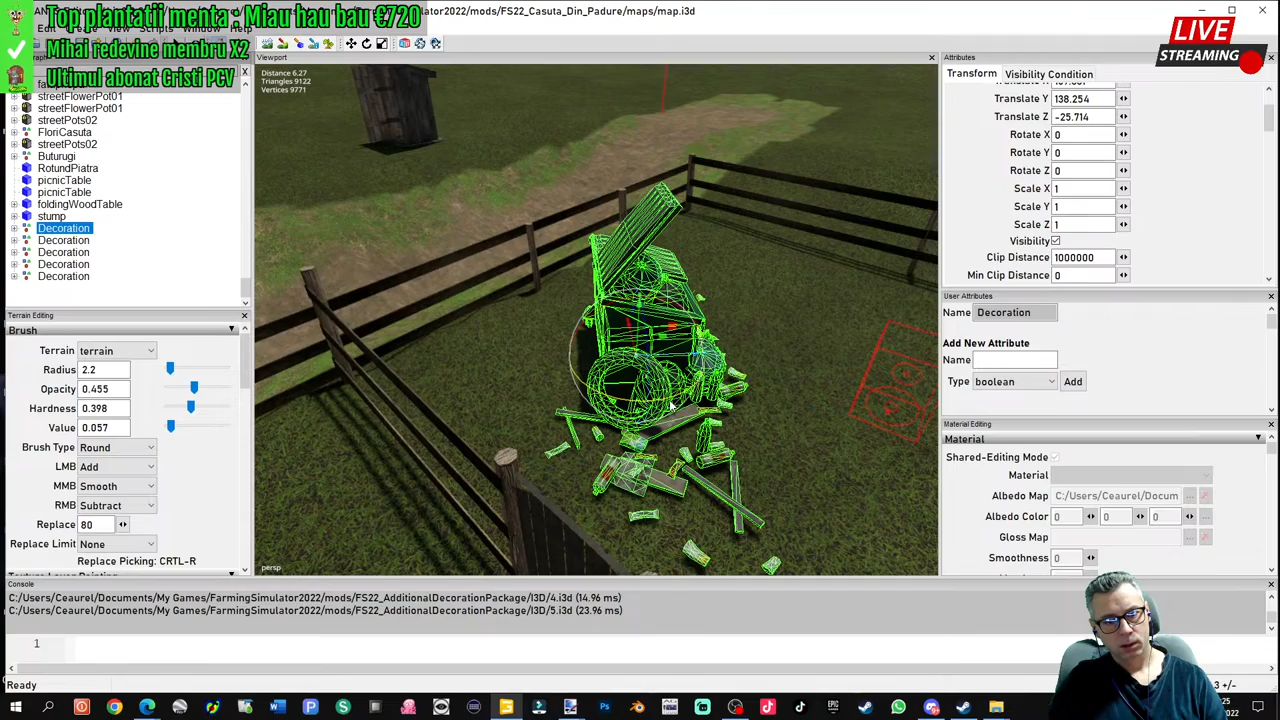 Top plantatii menta : Miau hau bau €720
Mihai redevine membru X2
Ultimul abonat Cristi PCV
wmature2022/mods/FS22_Casuta_Din_Padure/maps/map.i3d
LIVE
STREAMING
Viewport
Attributes
Transform
Visibility Condition
Distance 6.27
Triangles 9122
Vertices 9771
streetFlowerPot01
streetFlowerPot01
streetPots02
FloriCasuta
streetPots02
Buturugi
RotundPiatra
picnicTable
picnicTable
foldingWoodTable
stump
Decoration
Decoration
Decoration
Decoration
Decoration
Translate Y 138.254
Translate Z -25.714
Rotate X 0
Rotate Y 0
Rotate Z 0
Scale X 1
Scale Y 1
Scale Z 1
Visibility
Clip Distance 1000000
Min Clip Distance 0
User Attributes
Name Decoration
Add New Attribute
Name
Type boolean Add
Material Editing
Material
Shared-Editing Mode
Material
Albedo Map C:/Users/Ceaurel/Docum ...
Albedo Color 0 0 0 ...
Gloss Map ...
Smoothness 0
Terrain Editing
Brush
Terrain terrain
Radius 2.2
Opacity 0.455
Hardness 0.398
Value 0.057
Brush Type Round
LMB Add
MMB Smooth
RMB Subtract
Replace 80
Replace Limit None
Replace Picking: CRTL-R
persp
Console
C:/Users/Ceaurel/Documents/My Games/FarmingSimulator2022/mods/FS22_AdditionalDecorationPackage/I3D/4.i3d (14.96 ms)
C:/Users/Ceaurel/Documents/My Games/FarmingSimulator2022/mods/FS22_AdditionalDecorationPackage/I3D/5.i3d (23.96 ms)
1
Ready
3 +/-